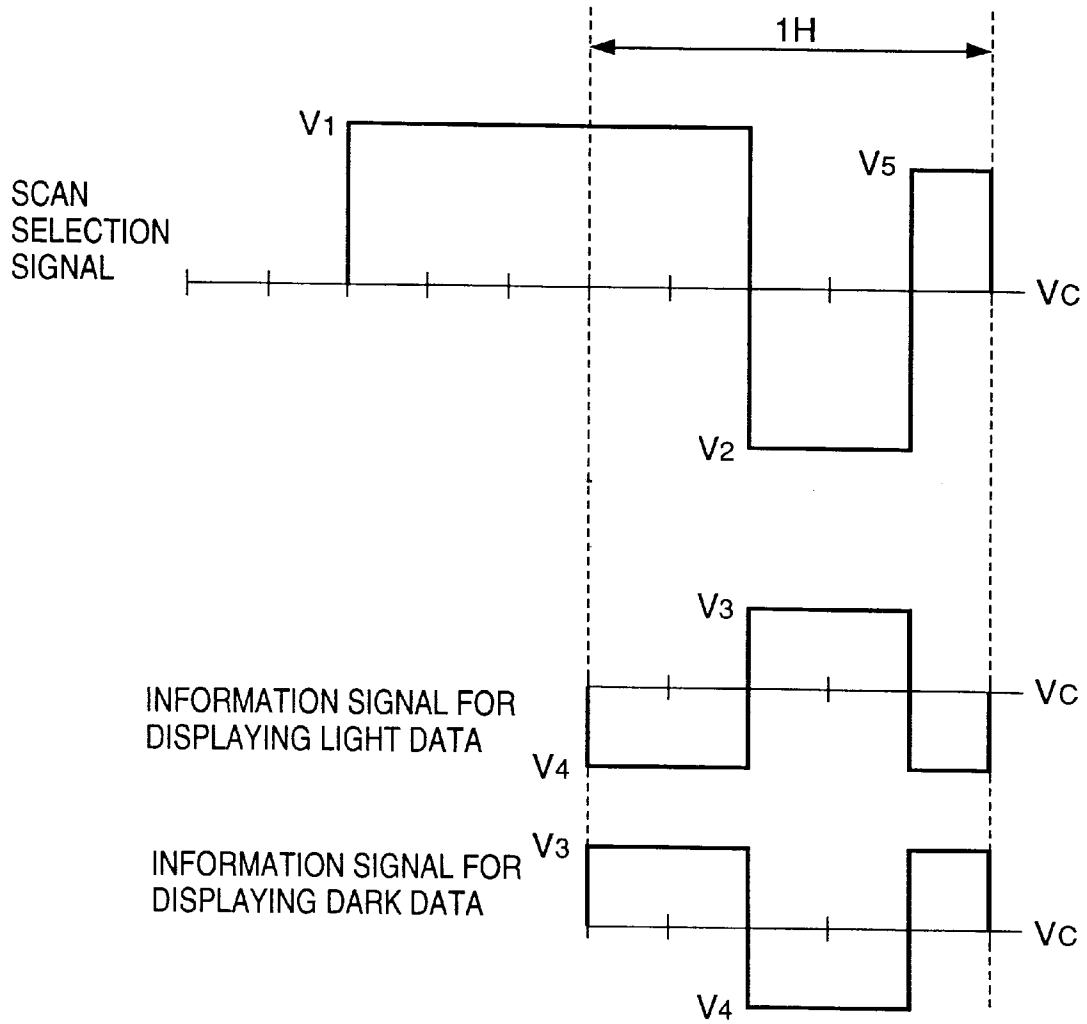 1H
V1
V5
SCAN
SELECTION
SIGNAL
VC
V2
V3
INFORMATION SIGNAL FOR
DISPLAYING LIGHT DATA
VC
V4
V3
INFORMATION SIGNAL FOR
DISPLAYING DARK DATA
VC
V4